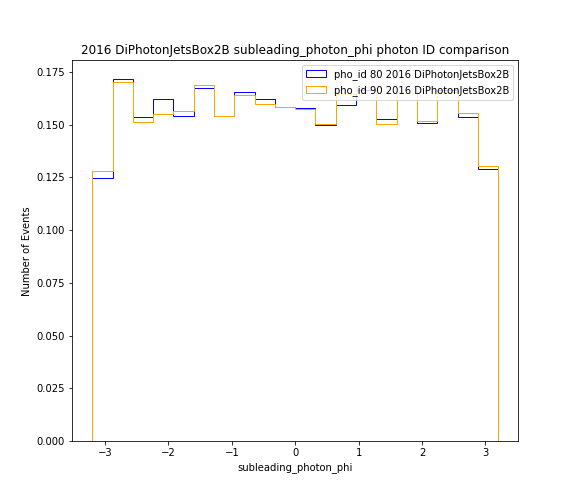 2016 DiPhotonJetsBox2B subleading_photon_phi photon ID comparison
pho_id 80 2016 DiPhotonJetsBox2B
pho_id 90 2016 DiPhotonJetsBox2B
Number of Events
0.175
0.150
0.125
0.100
0.075
0.050
0.025
0.000
−3 −2 −1 0 1 2 3
subleading_photon_phi